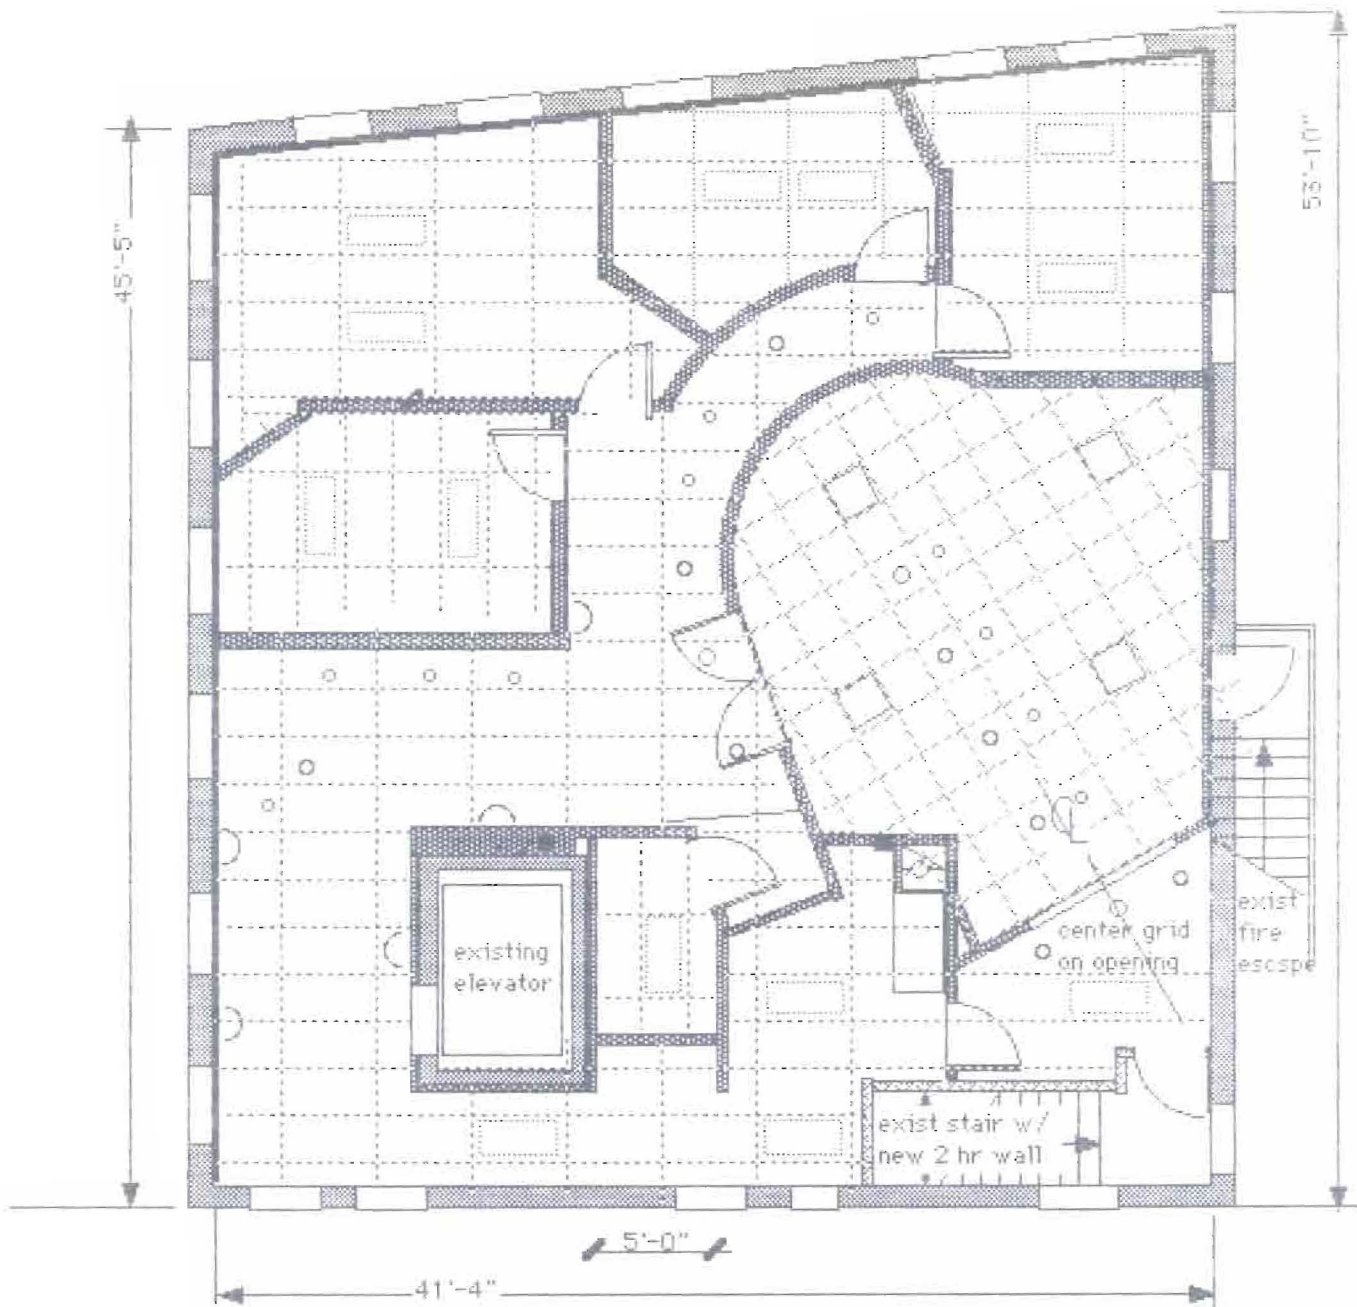 53'-10"
45'-5"
existing
elevator
center grid
on opening
exist
fire
escspe
exist stair w/
new 2 hr wall
5'-0"
41'-4"